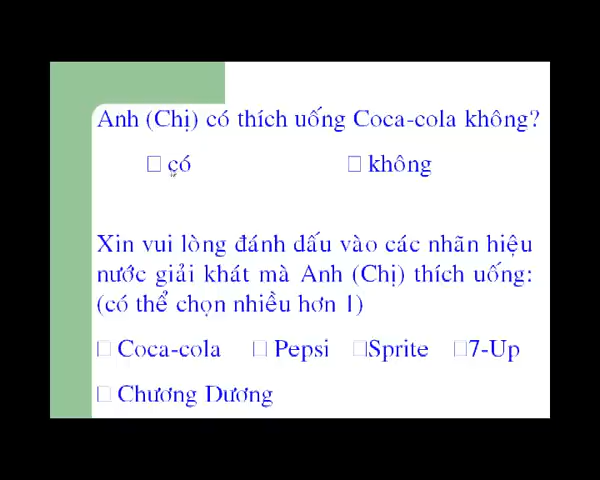 Anh (Chị) có thích uống Coca-cola không?
□ có □ không
Xin vui lòng đánh dấu vào các nhãn hiệu
nước giải khát mà Anh (Chị) thích uống:
(có thể chọn nhiều hơn 1)
□ Coca-cola □ Pepsi □Sprite □7-Up
□ Chương Dương